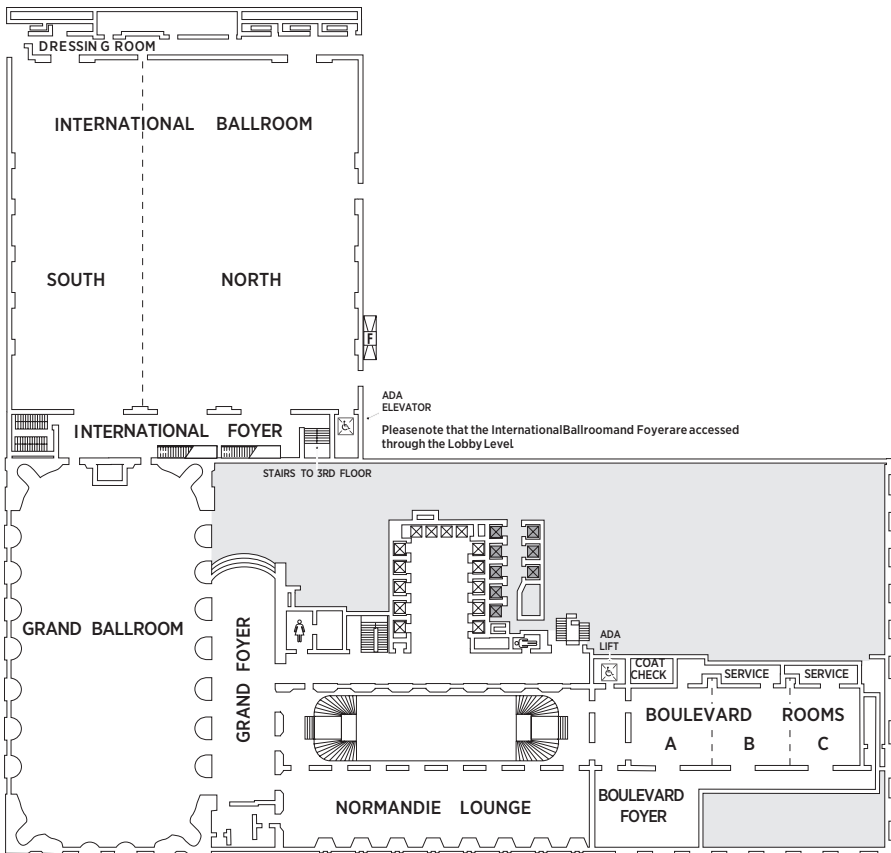 DRESSING ROOM
INTERNATIONAL BALLROOM
SOUTH
NORTH
F
ADA
ELEVATOR
Pleasenote that the InternationalBallroomand Foyerare accessed
through the Lobby Level.
INTERNATIONAL FOYER
STAIRS TO 3RD FLOOR
GRAND BALLROOM
GRAND FOYER
ADA
LIFT
COAT
CHECK
SERVICE
SERVICE
BOULEVARD ROOMS
A B C
NORMANDIE LOUNGE
BOULEVARD
FOYER